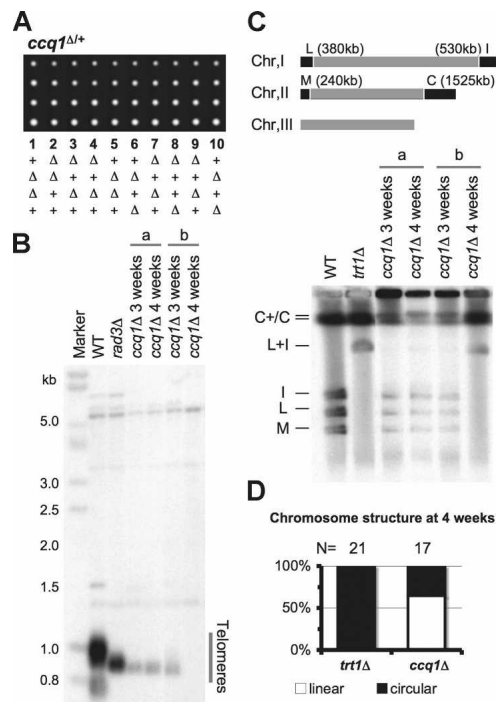 A
ccq1Δ/+
1 2 3 4 5 6 7 8 9 10
+ Δ + + + + Δ Δ Δ +
Δ Δ Δ Δ + Δ + + Δ Δ
Δ + Δ Δ Δ + Δ Δ + +
+ + + + Δ Δ + + + Δ
B
Marker
WT
rad3Δ
a
ccq1Δ 3 weeks
ccq1Δ 4 weeks
b
ccq1Δ 3 weeks
ccq1Δ 4 weeks
kb
5.0
3.0
2.5
2.0
1.5
1.0
0.8
Telomeres
C
L (380kb) (530kb) I
Chr,I
M (240kb) C (1525kb)
Chr,II
Chr,III
a
b
WT
trt1Δ
ccq1Δ 3 weeks
ccq1Δ 4 weeks
ccq1Δ 3 weeks
ccq1Δ 4 weeks
C+/C
L+I
I
L
M
D
Chromosome structure at 4 weeks
N= 21 17
100%
50%
0%
100%
50%
0%
trt1Δ ccq1Δ
linear circular